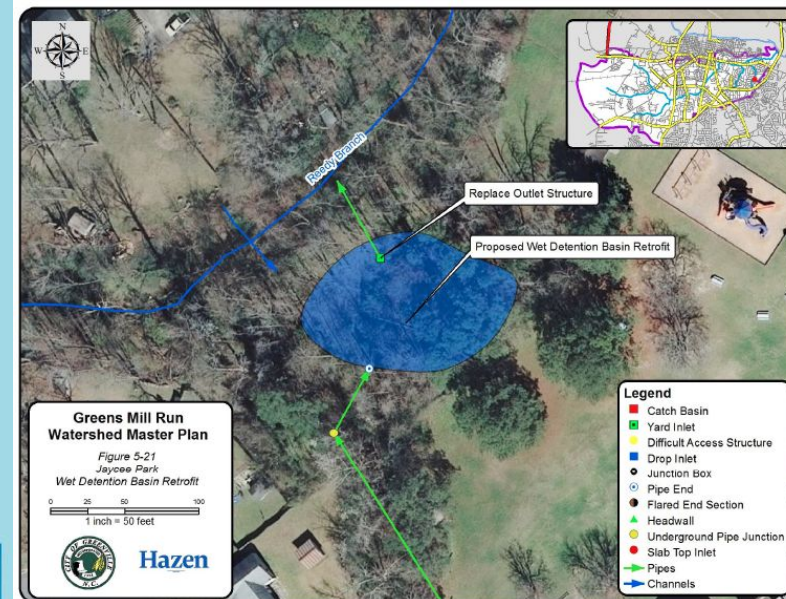 N
W E
S
Reedy Branch
Replace Outlet Structure
Proposed Wet Detention Basin Retrofit
Greens Mill Run
Watershed Master Plan
Figure 5-21
Jaycee Park
Wet Detention Basin Retrofit
0 25 50 100
1 inch = 50 feet
CITY OF GREENVILLE
N.C.
Hazen
Legend
Catch Basin
Yard Inlet
Difficult Access Structure
Drop Inlet
Junction Box
Pipe End
Flared End Section
Headwall
Underground Pipe Junction
Slab Top Inlet
Pipes
Channels